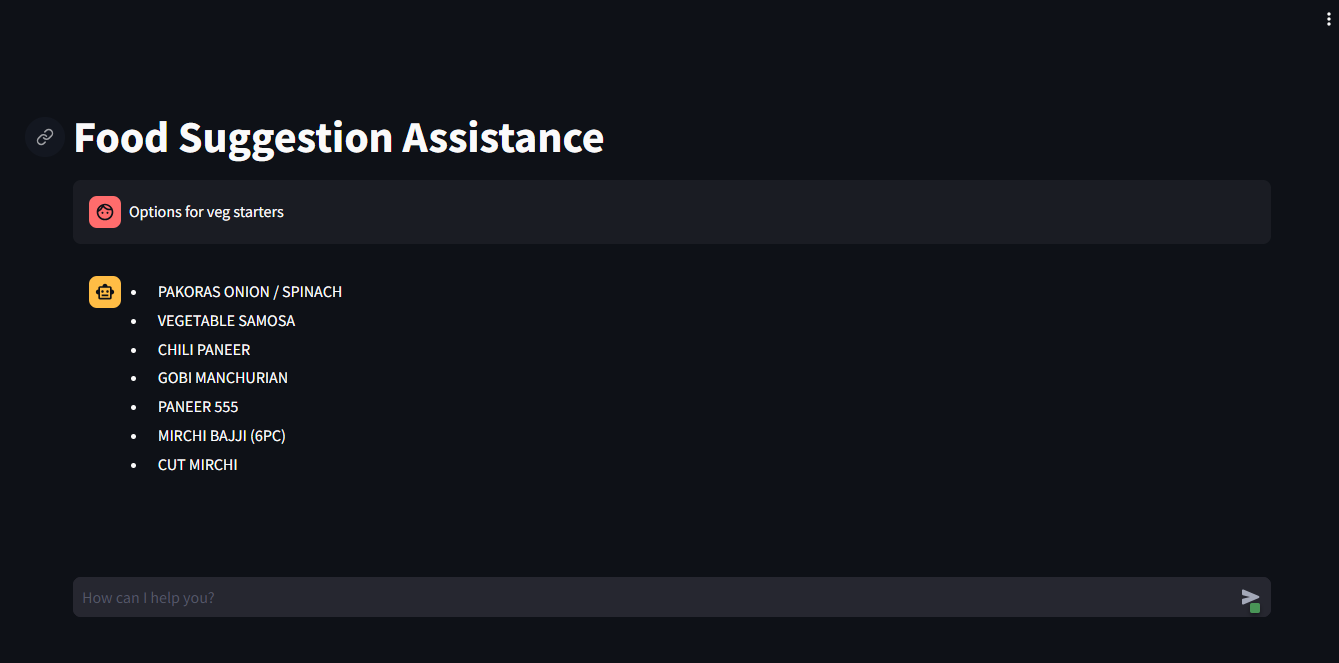 Food Suggestion Assistance
Options for veg starters
• PAKORAS ONION / SPINACH
• VEGETABLE SAMOSA
• CHILI PANEER
• GOBI MANCHURIAN
• PANEER 555
• MIRCHI BAJJI (6PC)
• CUT MIRCHI
How can I help you?